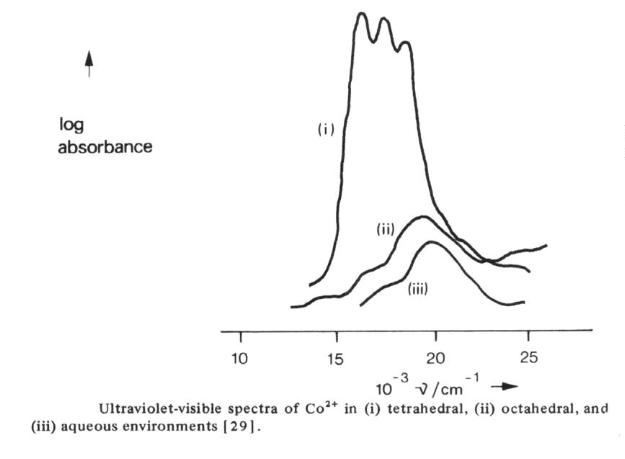 log
absorbance
(i)
(ii)
(iii)
10 15 20 25
10⁻³ ν/cm⁻¹
Ultraviolet-visible spectra of Co²⁺ in (i) tetrahedral, (ii) octahedral, and
(iii) aqueous environments [29].